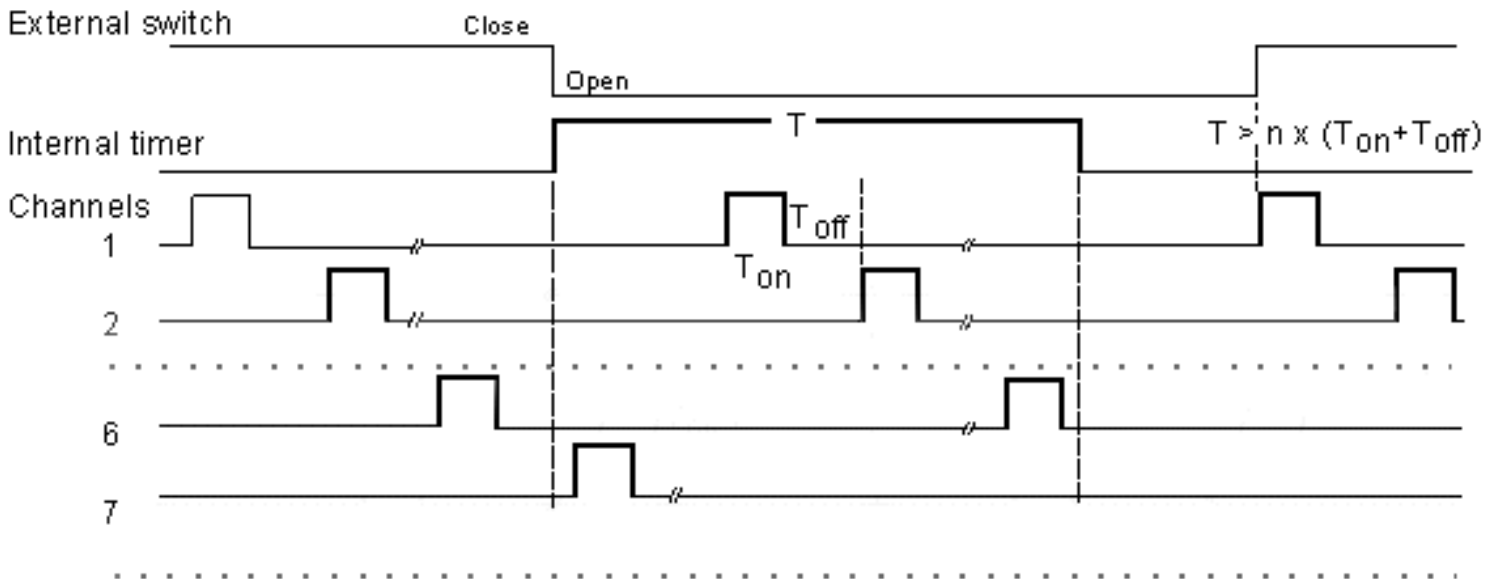 External switch
Close
Open
Internal timer
T
T > n x (Ton+Toff)
Channels
1
Toff
Ton
2
6
7